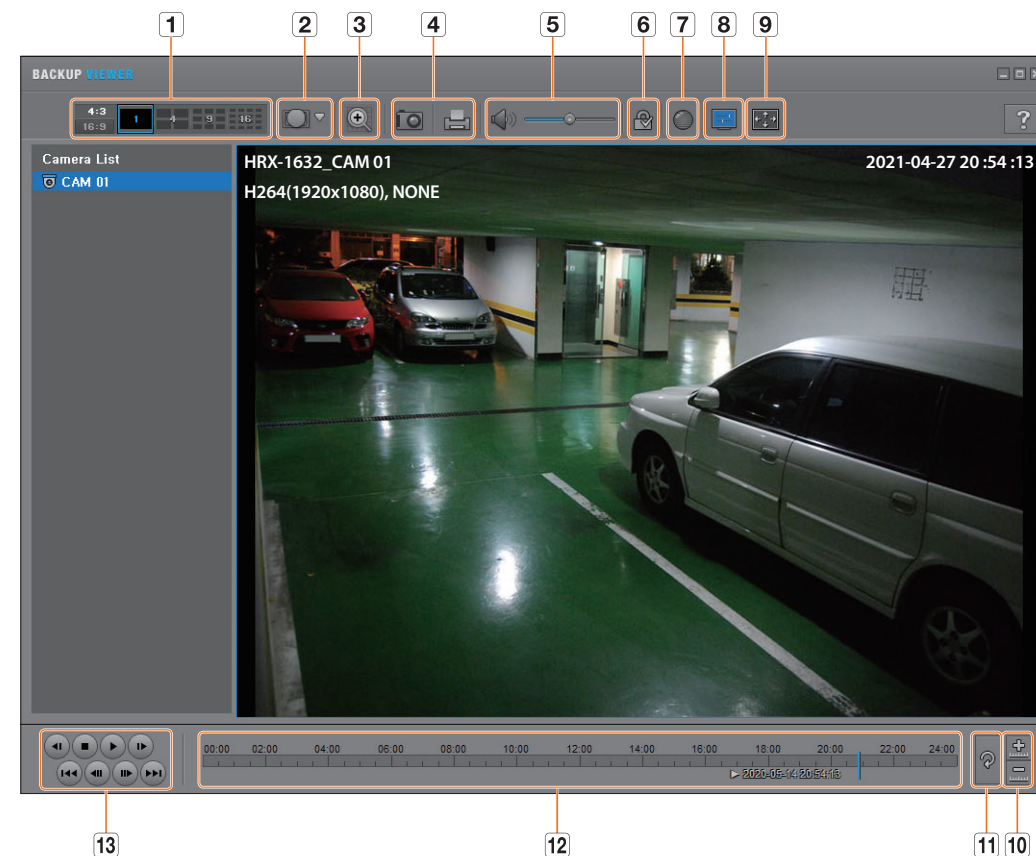 1 2 3 4 5 6 7 8 9
BACKUP VIEWER
4:3
16:9
1 4 9 16
?
Camera List
CAM 01
HRX-1632_CAM 01
2021-04-27 20 :54 :13
H264(1920x1080), NONE
00:00 02:00 04:00 06:00 08:00 10:00 12:00 14:00 16:00 18:00 20:00 22:00 24:00
2020-05-14 20:54:13
13 12 11 10